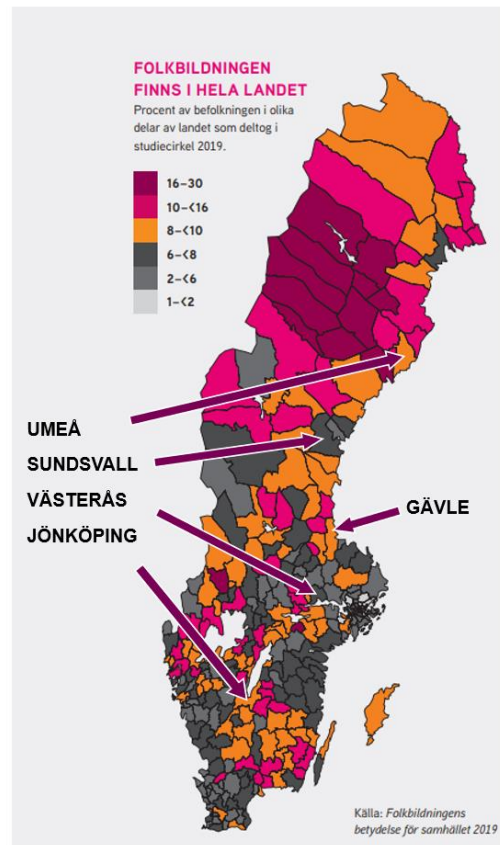 FOLKBILDNINGEN
FINNS I HELA LANDET
Procent av befolkningen i olika
delar av landet som deltog i
studiecirkel 2019.
16–30
10–<16
8–<10
6–<8
2–<6
1–<2
UMEÅ
SUNDSVALL
VÄSTERÅS
GÄVLE
JÖNKÖPING
Källa: Folkbildningens
betydelse för samhället 2019